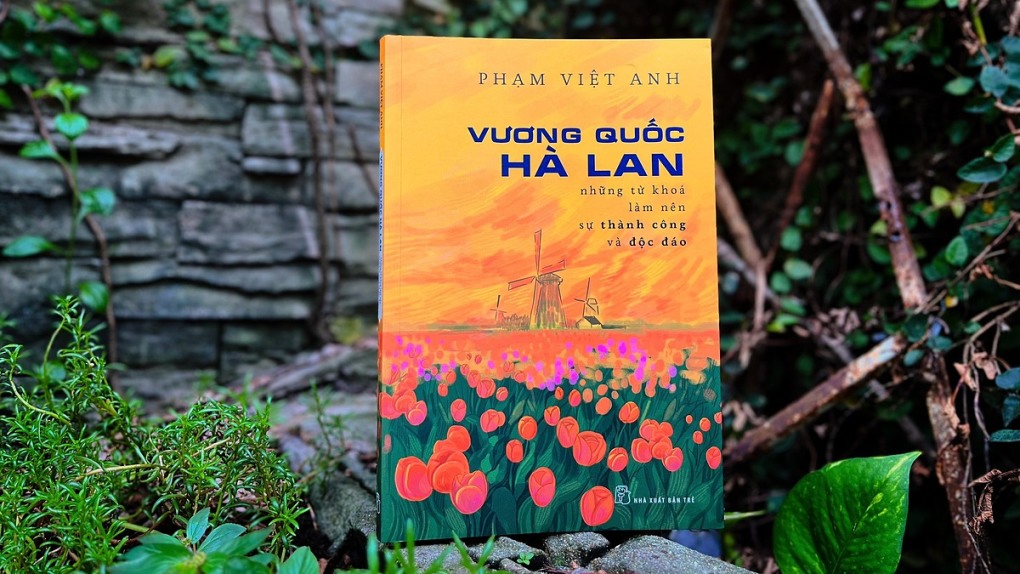 PHẠM VIỆT ANH
VƯƠNG QUỐC
HÀ LAN
những từ khoá
làm nên
sự thành công
và độc đáo
NHÀ XUẤT BẢN TRẺ